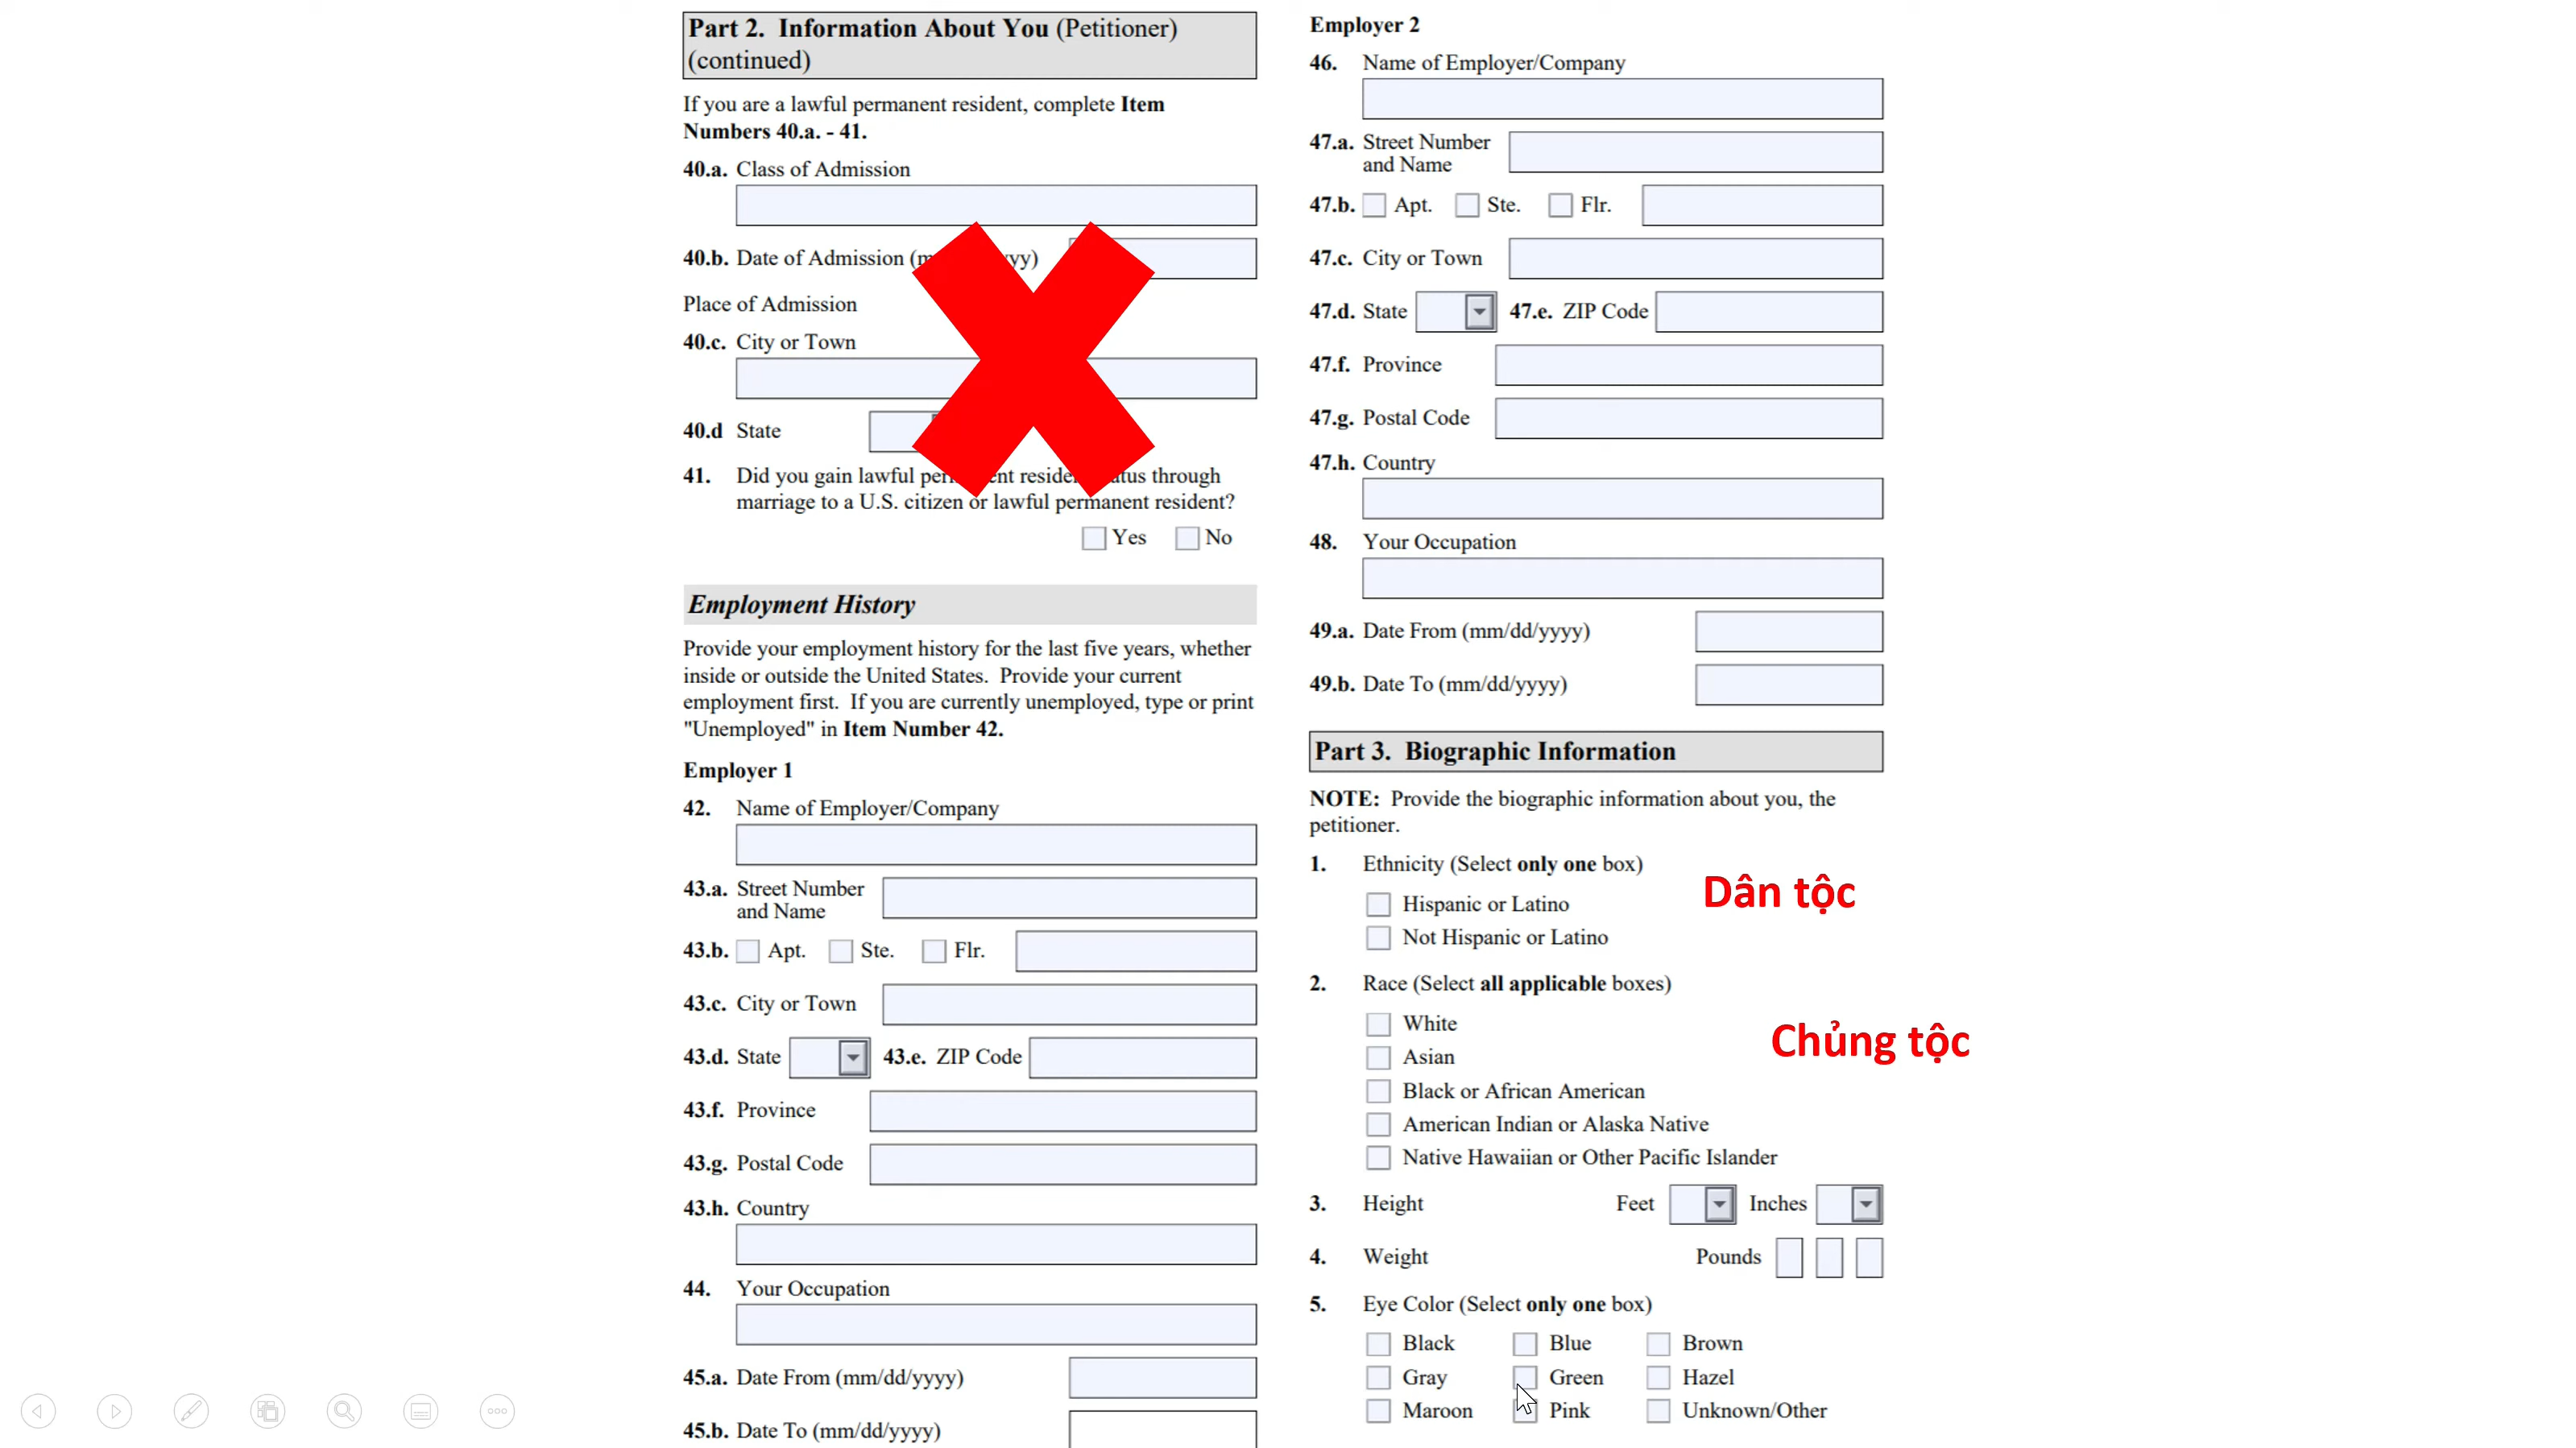 Part 2. Information About You (Petitioner)
(continued)
If you are a lawful permanent resident, complete Item
Numbers 40.a. - 41.
40.a. Class of Admission
40.b. Date of Admission
Place of Admission
40.c. City or Town
40.d State
41. Did you gain lawful through
marriage to a U.S. citizen or lawful permanent resident?
Yes No
Employment History
Provide your employment history for the last five years, whether
inside or outside the United States. Provide your current
employment first. If you are currently unemployed, type or print
"Unemployed" in Item Number 42.
Employer 1
42. Name of Employer/Company
43.a. Street Number
and Name
43.b. Apt. Ste. Flr.
43.c. City or Town
43.d. State 43.e. ZIP Code
43.f. Province
43.g. Postal Code
43.h. Country
44. Your Occupation
45.a. Date From (mm/dd/yyyy)
45.b. Date To (mm/dd/yyyy)
Employer 2
46. Name of Employer/Company
47.a. Street Number
and Name
47.b. Apt. Ste. Flr.
47.c. City or Town
47.d. State 47.e. ZIP Code
47.f. Province
47.g. Postal Code
47.h. Country
48. Your Occupation
49.a. Date From (mm/dd/yyyy)
49.b. Date To (mm/dd/yyyy)
Part 3. Biographic Information
NOTE: Provide the biographic information about you, the
petitioner.
1. Ethnicity (Select only one box)
Dân tộc
Hispanic or Latino
Not Hispanic or Latino
2. Race (Select all applicable boxes)
Chủng tộc
White
Asian
Black or African American
American Indian or Alaska Native
Native Hawaiian or Other Pacific Islander
3. Height Feet Inches
4. Weight Pounds
5. Eye Color (Select only one box)
Black Blue Brown
Gray Green Hazel
Maroon Pink Unknown/Other